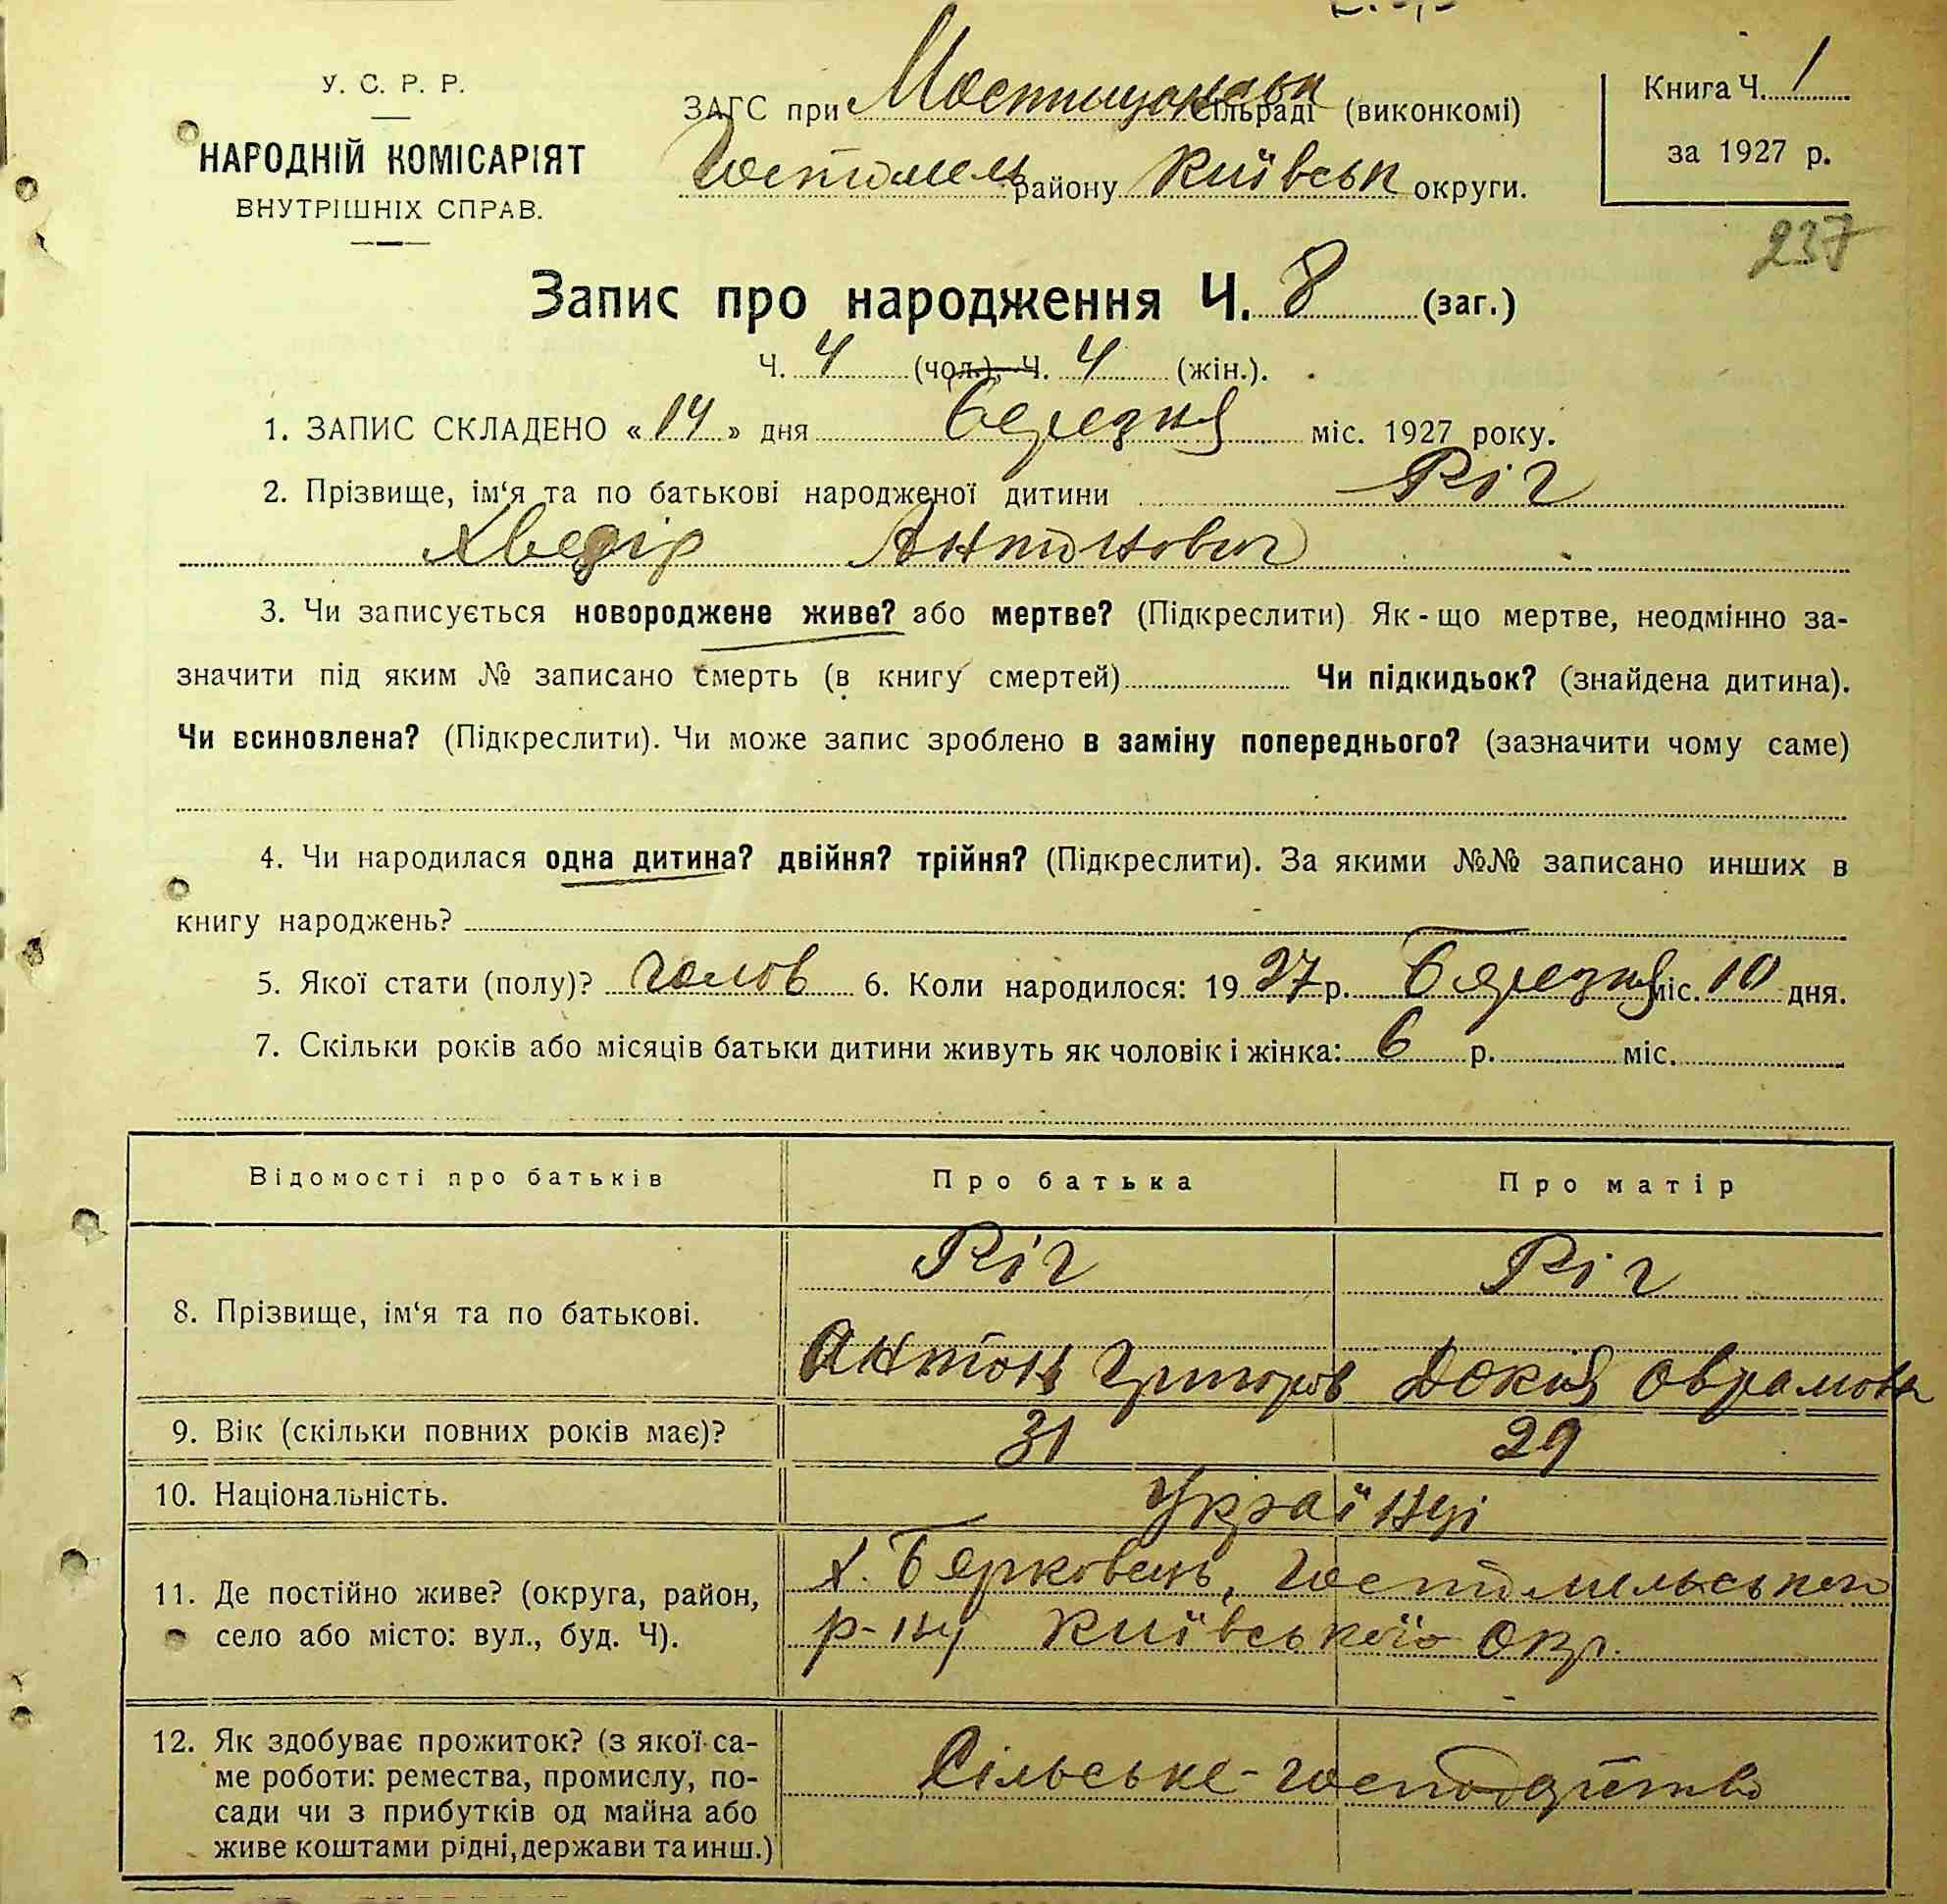 У. С. Р. Р.
НАРОДНІЙ КОМІСАРІЯТ
ВНУТРІШНІХ СПРАВ.
ЗАГС при Мостищанськ Сільраді (виконкомі)
Гостомель району Київськ округи.
Книга Ч. 1
за 1927 р.
237
Запис про народження Ч. 8 (заг.)
Ч. 4 (чол.), Ч. 4 (жін.).
1. ЗАПИС СКЛАДЕНО «14» дня Березня міс. 1927 року.
2. Прізвище, ім‘я та по батькові народженої дитини Ріг
Хведір Антонович
3. Чи записується новороджене живе? або мертве? (Підкреслити) Як-що мертве, неодмінно за-
значити під яким № записано смерть (в книгу смертей) Чи підкидьок? (знайдена дитина).
Чи всиновлена? (Підкреслити). Чи може запис зроблено в заміну попереднього? (зазначити чому саме)
4. Чи народилася одна дитина? двійня? трійня? (Підкреслити). За якими №№ записано инших в
книгу народжень?
5. Якої стати (полу)? чолов 6. Коли народилося: 1927 р. Березня міс. 10 дня.
7. Скільки років або місяців батьки дитини живуть як чоловік і жінка: 6 р. міс.
Відомості про батьків Про батька Про матір
Ріг Ріг
8. Прізвище, ім‘я та по батькові.
Антон Григоров Докія Оврамовн
9. Вік (скільки повних років має)? 31 29
10. Національність. Українці
11. Де постійно живе? (округа, район, х. Берковець, Гостомельського
село або місто: вул., буд. Ч). р-ну Київської Окр.
12. Як здобуває прожиток? (з якої са-
ме роботи: ремества, промислу, по- Сільське-господарство
сади чи з прибутків од майна або
живе коштами рідні, держави та инш.)